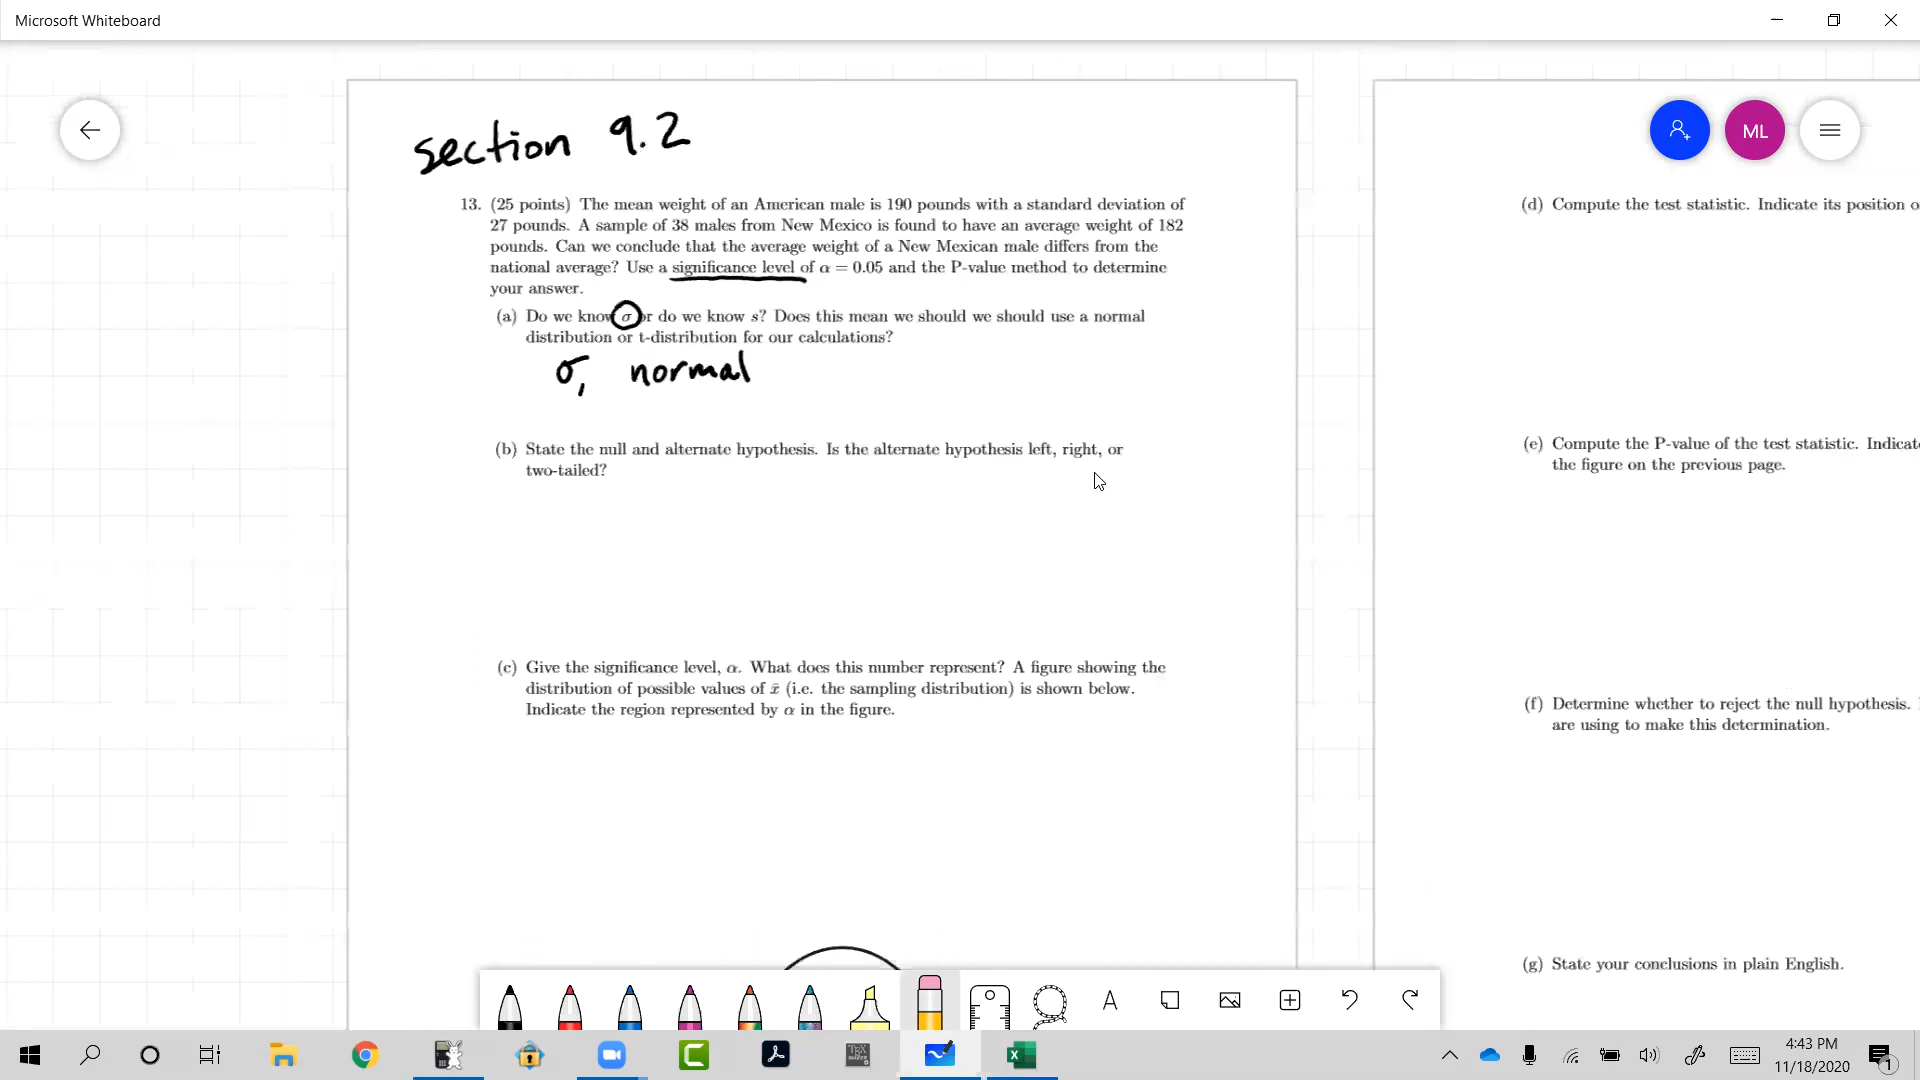 Microsoft Whiteboard
section 9.2
ML
13. (25 points) The mean weight of an American male is 190 pounds with a standard deviation of
27 pounds. A sample of 38 males from New Mexico is found to have an average weight of 182
pounds. Can we conclude that the average weight of a New Mexican male differs from the
national average? Use a significance level of α = 0.05 and the P-value method to determine
your answer.
(a) Do we know σ or do we know s? Does this mean we should we should use a normal
distribution or t-distribution for our calculations?
σ, normal
(b) State the null and alternate hypothesis. Is the alternate hypothesis left, right, or
two-tailed?
(c) Give the significance level, α. What does this number represent? A figure showing the
distribution of possible values of x̄ (i.e. the sampling distribution) is shown below.
Indicate the region represented by α in the figure.
(d) Compute the test statistic. Indicate its position o
(e) Compute the P-value of the test statistic. Indicat
the figure on the previous page.
(f) Determine whether to reject the null hypothesis.
are using to make this determination.
(g) State your conclusions in plain English.
4:43 PM
11/18/2020
1